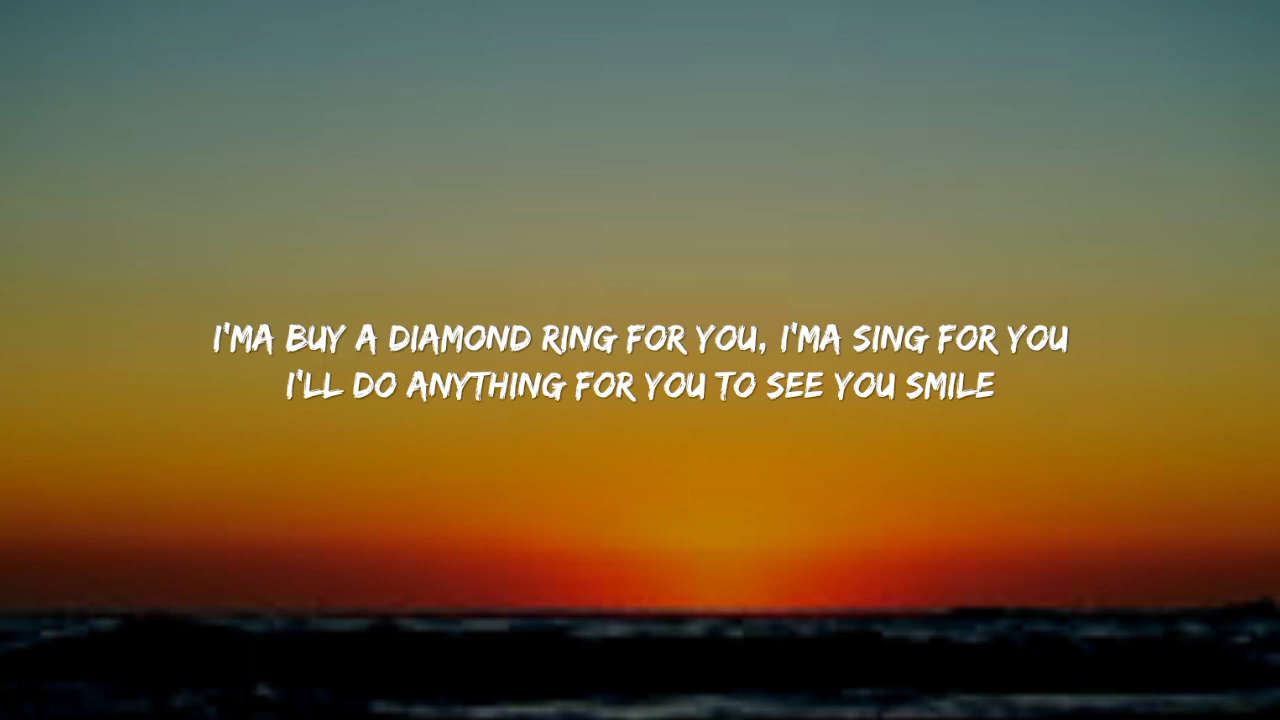 I'MA BUY A DIAMOND RING FOR YOU, I'MA SING FOR YOU
I'LL DO ANYTHING FOR YOU TO SEE YOU SMILE